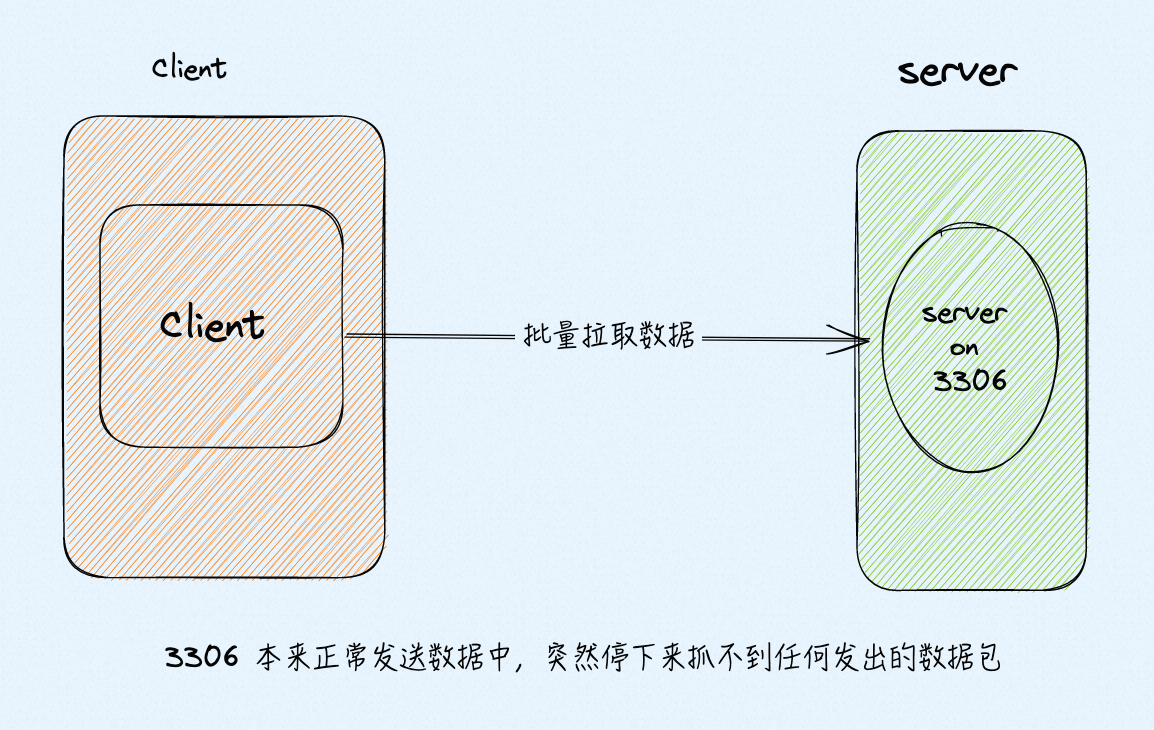 Client
server
Client
批量拉取数据
server
on
3306
3306 本来正常发送数据中，突然停下来抓不到任何发出的数据包